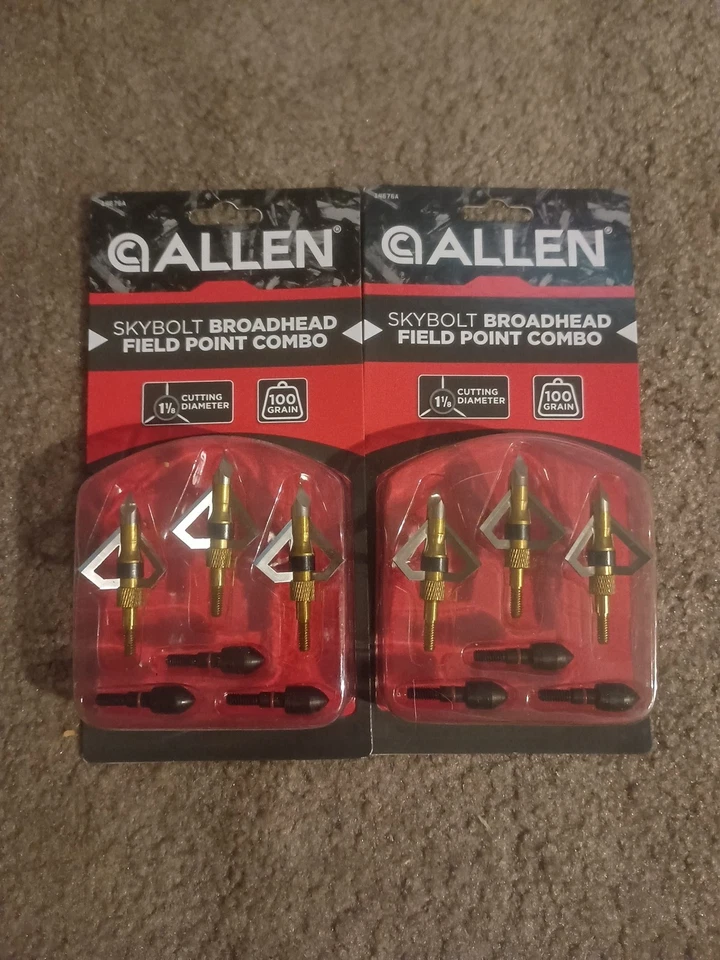 ALLEN®
SKYBOLT BROADHEAD
FIELD POINT COMBO
1⅛
CUTTING
DIAMETER
100
GRAIN
ALLEN®
SKYBOLT BROADHEAD
FIELD POINT COMBO
1⅛
CUTTING
DIAMETER
100
GRAIN